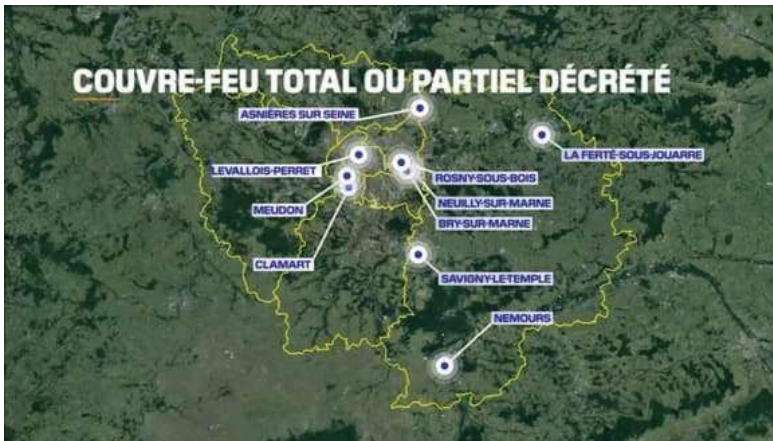 COUVRE-FEU TOTAL OU PARTIEL DÉCRÉTÉ
ASNIÈRES SUR SEINE
LA FERTÉ-SOUS-JOUARRE
LEVALLOIS-PERRET
ROSNY-SOUS-BOIS
NEUILLY-SUR-MARNE
MEUDON
BRY-SUR-MARNE
CLAMART
SAVIGNY-LE-TEMPLE
NEMOURS